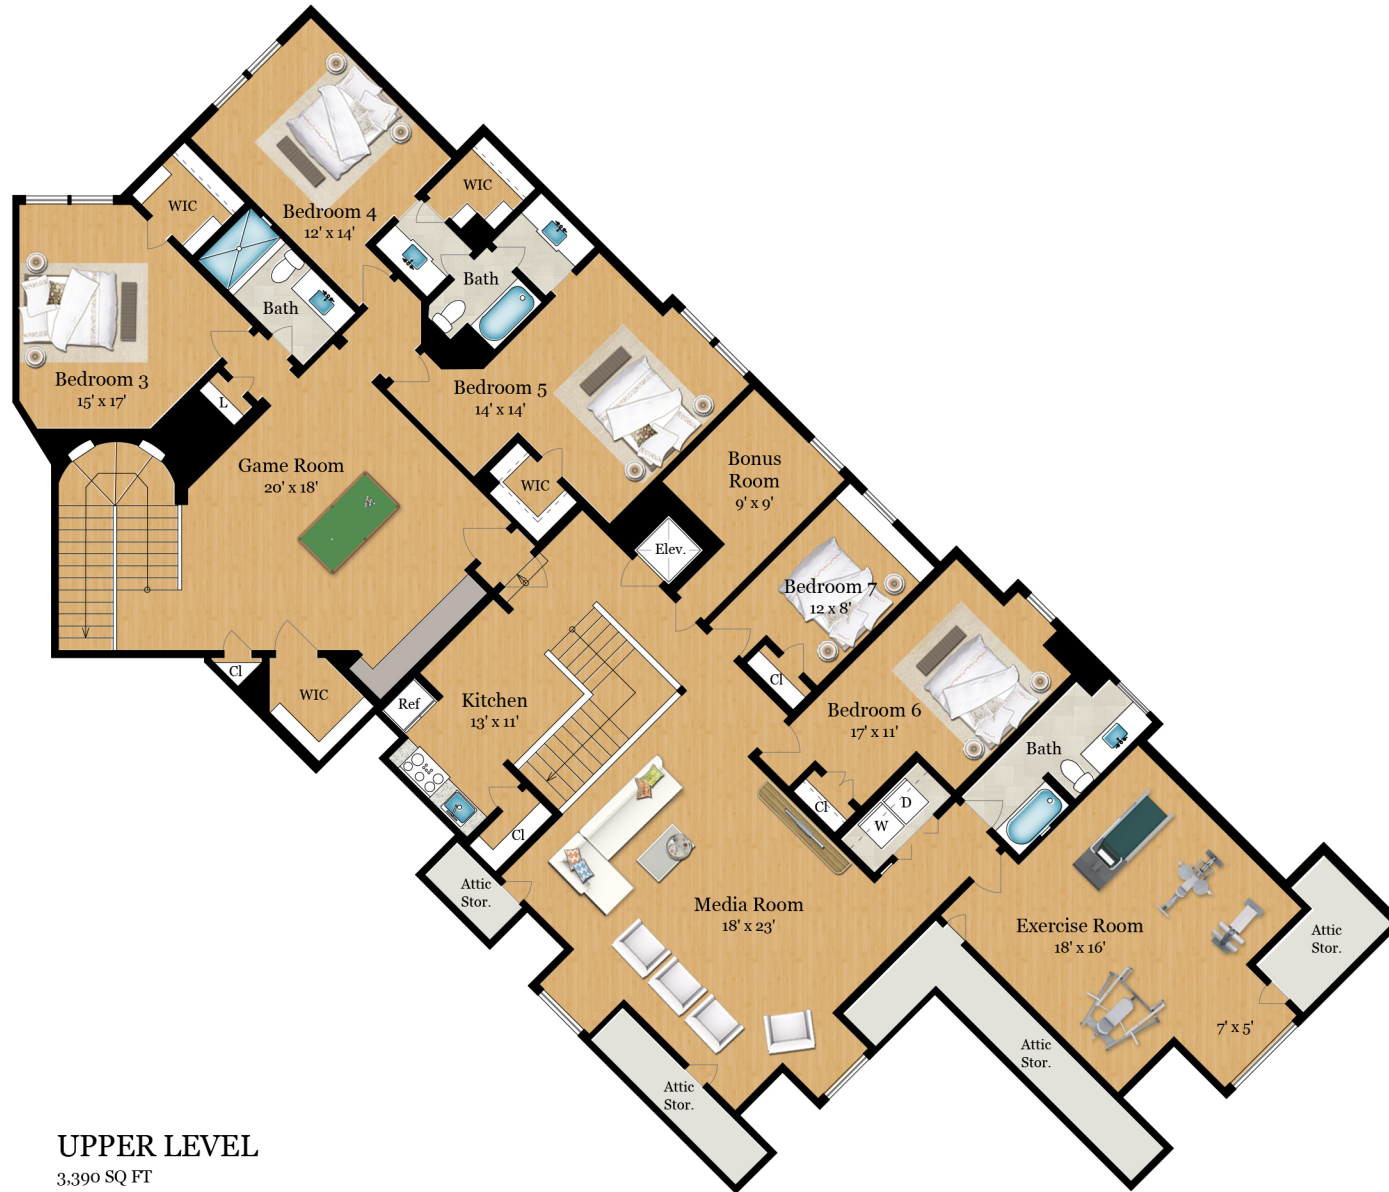 Bedroom 4
12' x 14'
WIC
WIC
Bath
Bath
Bedroom 3
15' x 17'
L
Bedroom 5
14' x 14'
WIC
Game Room
20' x 18'
Bonus
Room
9' x 9'
Elev.
Bedroom 7
12 x 8'
Cl
Cl
WIC
Ref
Kitchen
13' x 11'
Bedroom 6
17' x 11'
Bath
Cl
W
D
Cl
Attic
Stor.
Media Room
18' x 23'
Exercise Room
18' x 16'
Attic
Stor.
7' x 5'
Attic
Stor.
Attic
Stor.
UPPER LEVEL
3,390 SQ FT